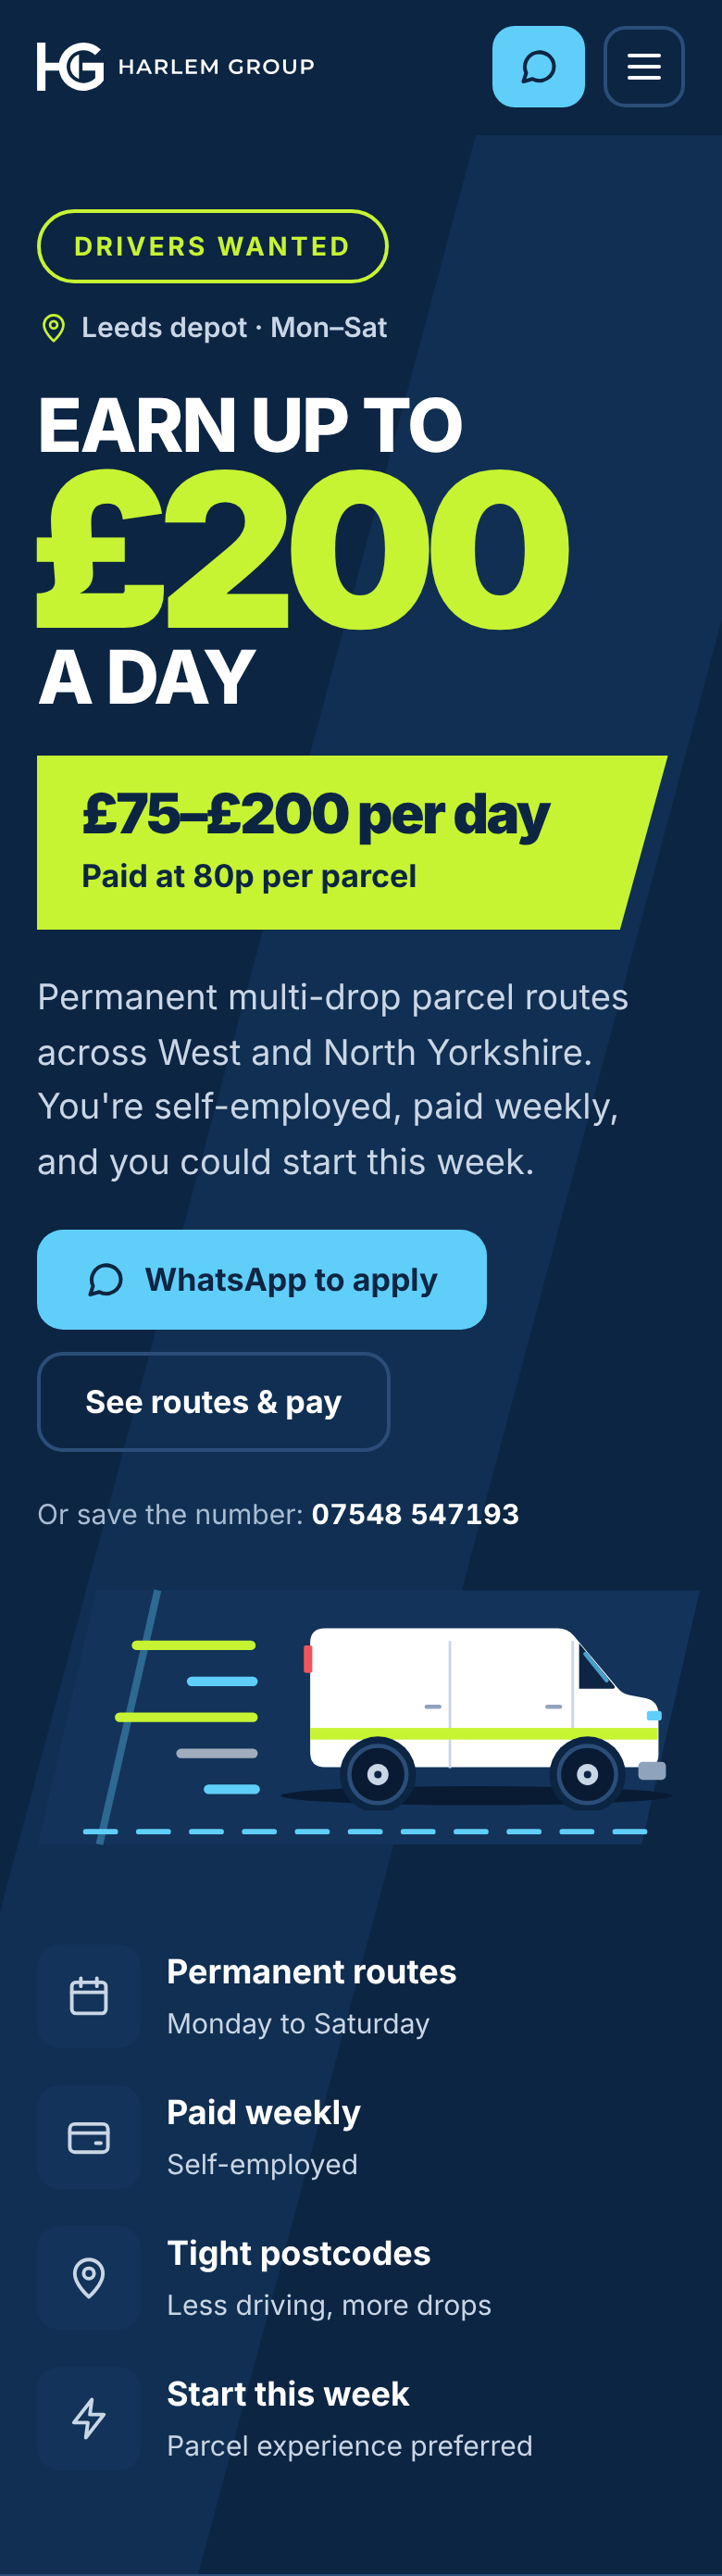 HG HARLEM GROUP
DRIVERS WANTED
Leeds depot · Mon–Sat
EARN UP TO
£200
A DAY
£75–£200 per day
Paid at 80p per parcel
Permanent multi-drop parcel routes
across West and North Yorkshire.
You're self-employed, paid weekly,
and you could start this week.
WhatsApp to apply
See routes & pay
Or save the number: 07548 547193
Permanent routes
Monday to Saturday
Paid weekly
Self-employed
Tight postcodes
Less driving, more drops
Start this week
Parcel experience preferred